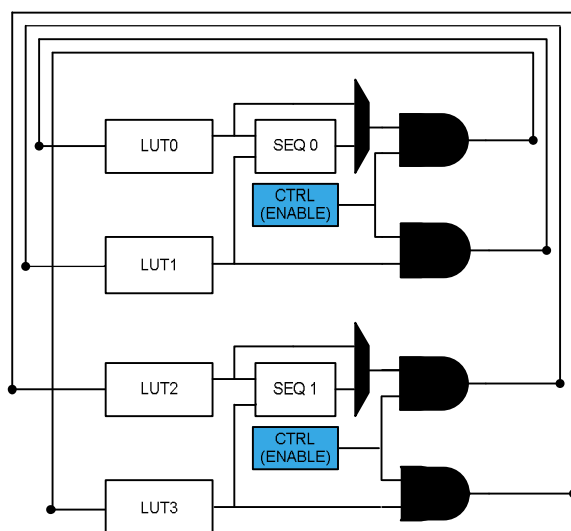 LUT0
SEQ 0
CTRL
(ENABLE)
LUT1
LUT2
SEQ 1
CTRL
(ENABLE)
LUT3